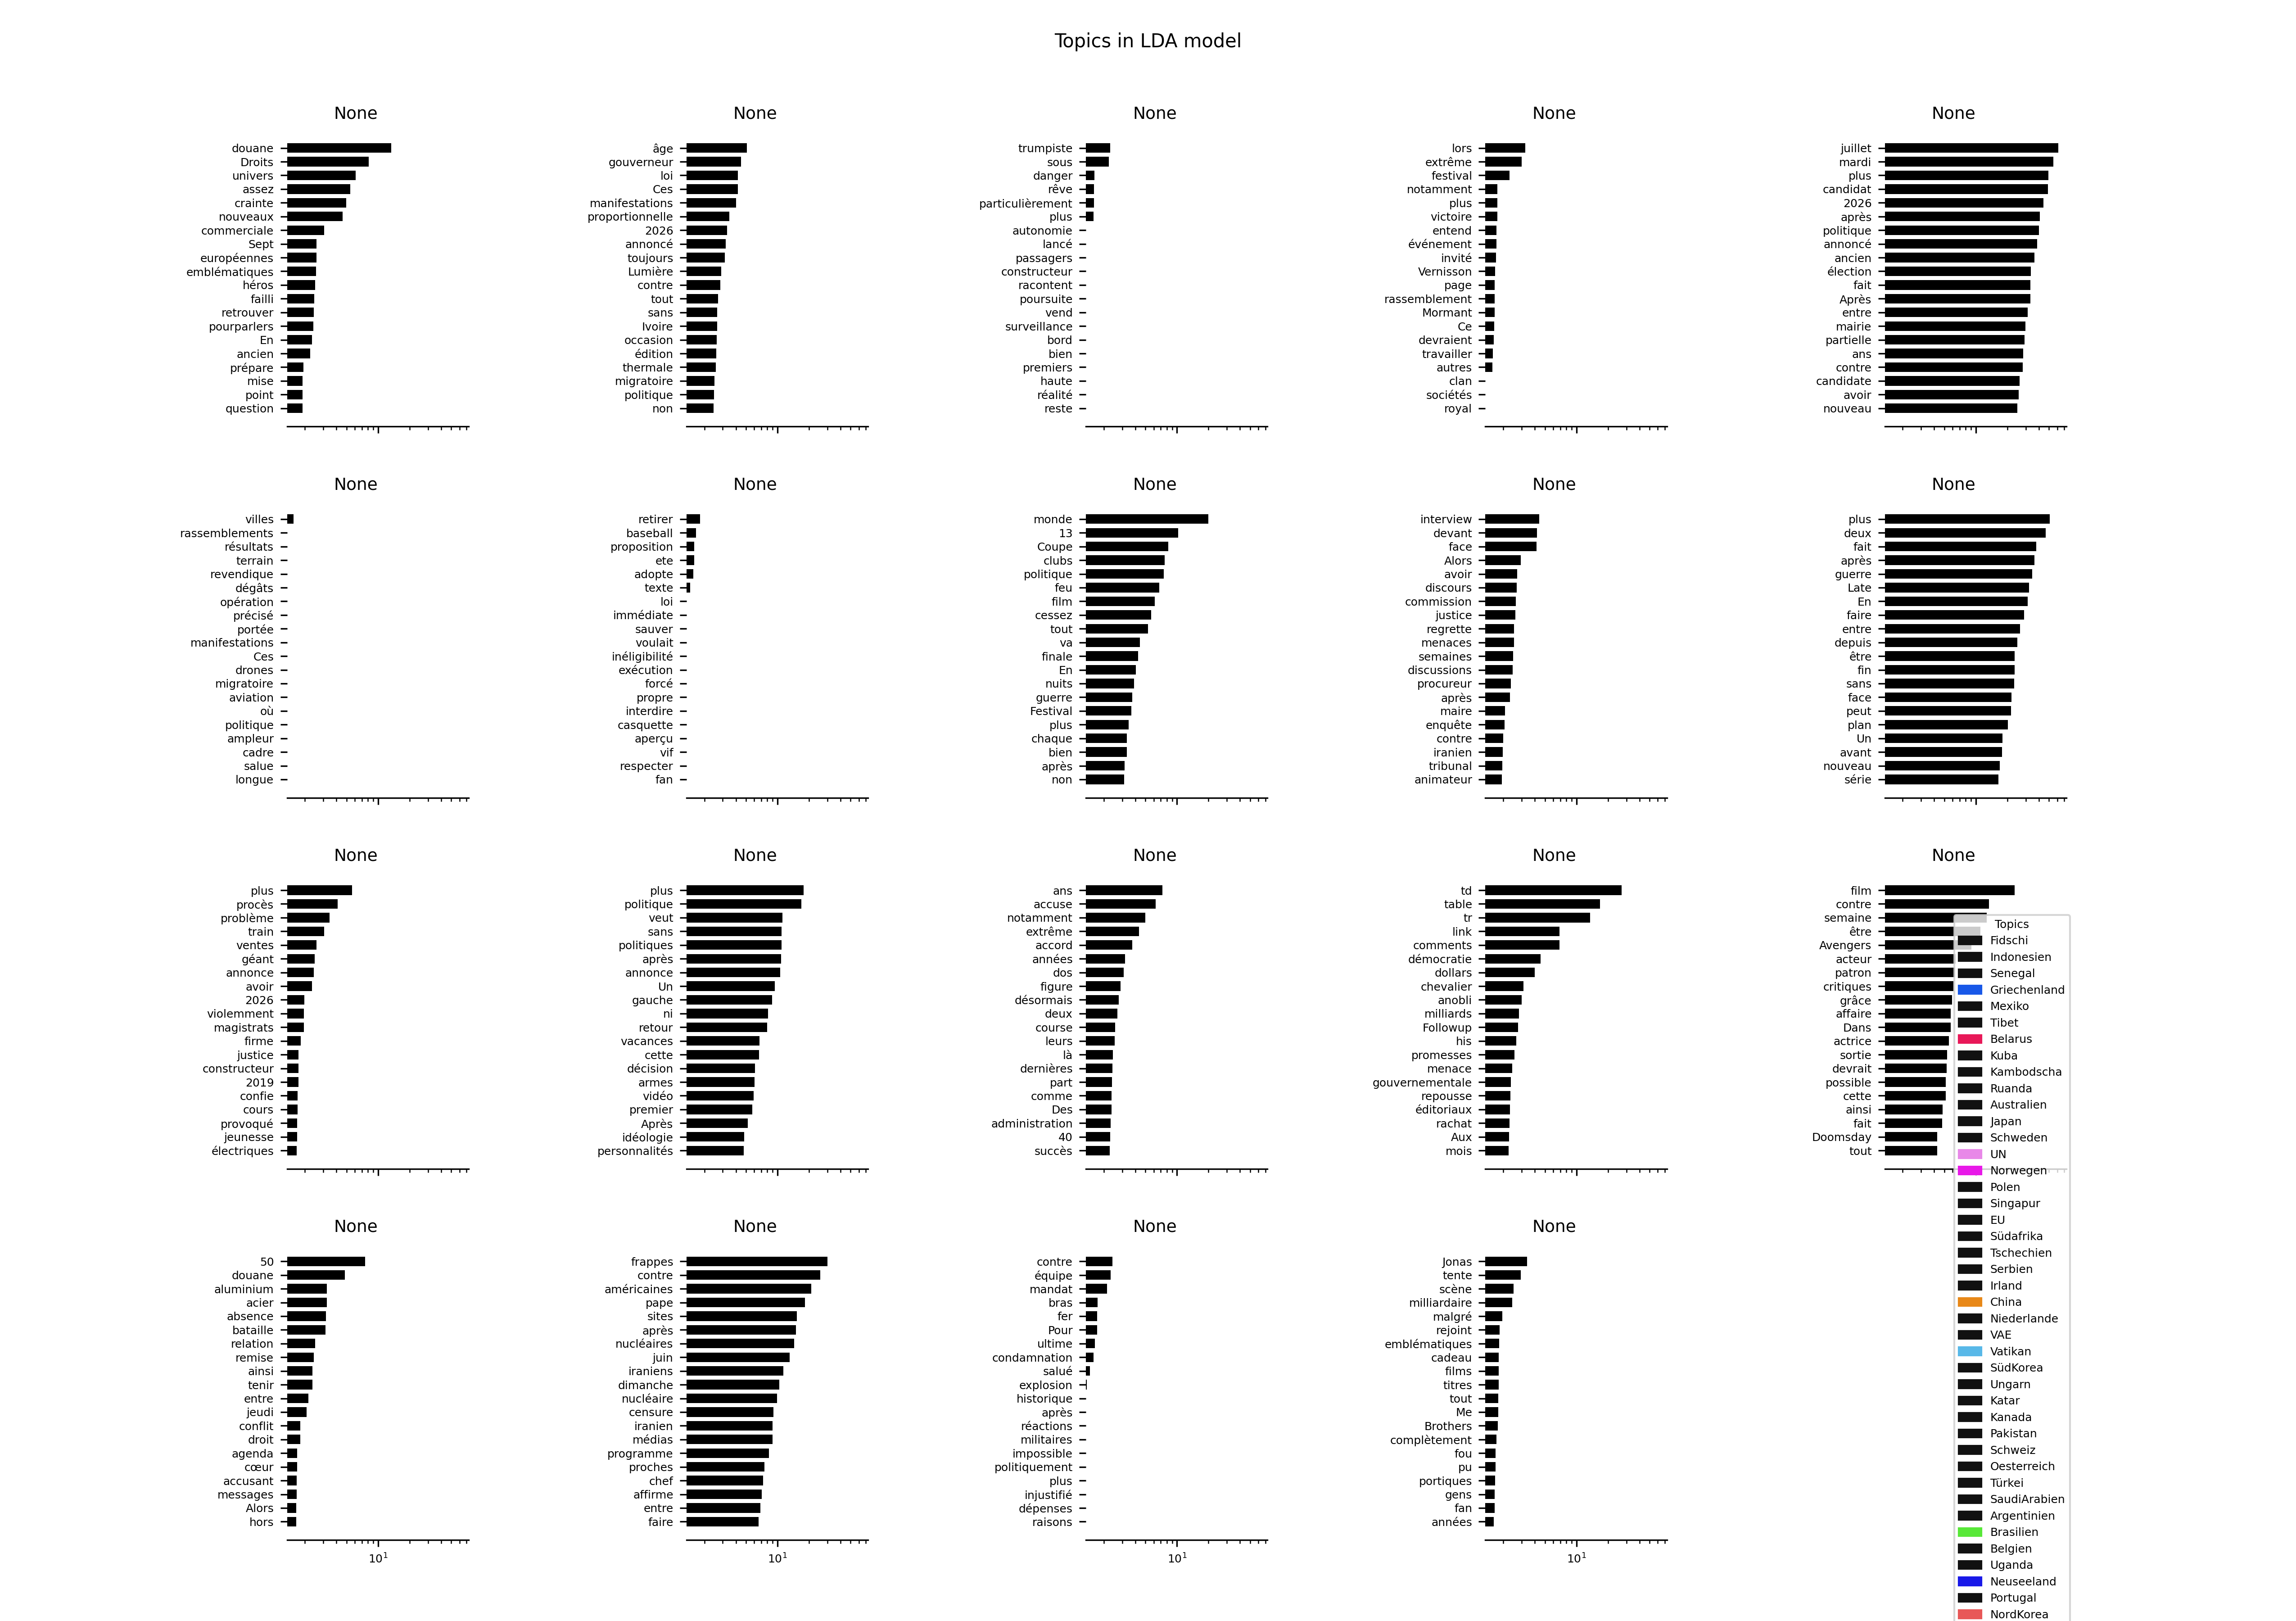 Topics in LDA model
None
douane
Droits
univers
assez
crainte
nouveaux
commerciale
Sept
européennes
emblématiques
héros
failli
retrouver
pourparlers
En
ancien
prépare
mise
point
question
None
âge
gouverneur
loi
Ces
manifestations
proportionnelle
2026
annoncé
toujours
Lumière
contre
tout
sans
Ivoire
occasion
édition
thermale
migratoire
politique
non
None
trumpiste
sous
danger
rêve
particulièrement
plus
autonomie
lancé
passagers
constructeur
racontent
poursuite
vend
surveillance
bord
bien
premiers
haute
réalité
reste
None
lors
extrême
festival
notamment
plus
victoire
entend
événement
invité
Vernisson
page
rassemblement
Mormant
Ce
devraient
travailler
autres
clan
sociétés
royal
None
juillet
mardi
plus
candidat
2026
après
politique
annoncé
ancien
élection
fait
Après
entre
mairie
partielle
ans
contre
candidate
avoir
nouveau
None
villes
rassemblements
résultats
terrain
revendique
dégâts
opération
précisé
portée
manifestations
Ces
drones
migratoire
aviation
où
politique
ampleur
cadre
salue
longue
None
retirer
baseball
proposition
ete
adopte
texte
loi
immédiate
sauver
voulait
inéligibilité
exécution
forcé
propre
interdire
casquette
aperçu
vif
respecter
fan
None
monde
13
Coupe
clubs
politique
feu
film
cessez
tout
va
finale
En
nuits
guerre
Festival
plus
chaque
bien
après
non
None
interview
devant
face
Alors
avoir
discours
commission
justice
regrette
menaces
semaines
discussions
procureur
après
maire
enquête
contre
iranien
tribunal
animateur
None
plus
deux
fait
après
guerre
Late
En
faire
entre
depuis
être
fin
sans
face
peut
plan
Un
avant
nouveau
série
None
plus
procès
problème
train
ventes
géant
annonce
avoir
2026
violemment
magistrats
firme
justice
constructeur
2019
confie
cours
provoqué
jeunesse
électriques
None
plus
politique
veut
sans
politiques
après
annonce
Un
gauche
ni
retour
vacances
cette
décision
armes
vidéo
premier
Après
idéologie
personnalités
None
ans
accuse
notamment
extrême
accord
années
dos
figure
désormais
deux
course
leurs
là
dernières
part
comme
Des
administration
40
succès
None
td
table
tr
link
comments
démocratie
dollars
chevalier
anobli
milliards
Followup
his
promesses
menace
gouvernementale
repousse
éditoriaux
rachat
Aux
mois
None
film
contre
semaine
être
Avengers
acteur
patron
critiques
grâce
affaire
Dans
actrice
sortie
devrait
possible
cette
ainsi
fait
Doomsday
tout
None
50
douane
aluminium
acier
absence
bataille
relation
remise
ainsi
tenir
entre
jeudi
conflit
droit
agenda
cœur
accusant
messages
Alors
hors
10¹
None
frappes
contre
américaines
pape
sites
après
nucléaires
juin
iraniens
dimanche
nucléaire
censure
iranien
médias
programme
proches
chef
affirme
entre
faire
10¹
None
contre
équipe
mandat
bras
fer
Pour
ultime
condamnation
salué
explosion
historique
après
réactions
militaires
impossible
politiquement
plus
injustifié
dépenses
raisons
10¹
None
Jonas
tente
scène
milliardaire
malgré
rejoint
emblématiques
cadeau
films
titres
tout
Me
Brothers
complètement
fou
pu
portiques
gens
fan
années
10¹
Topics
Fidschi
Indonesien
Senegal
Griechenland
Mexiko
Tibet
Belarus
Kuba
Kambodscha
Ruanda
Australien
Japan
Schweden
UN
Norwegen
Polen
Singapur
EU
Südafrika
Tschechien
Serbien
Irland
China
Niederlande
VAE
Vatikan
SüdKorea
Ungarn
Katar
Kanada
Pakistan
Schweiz
Oesterreich
Türkei
SaudiArabien
Argentinien
Brasilien
Belgien
Uganda
Neuseeland
Portugal
NordKorea